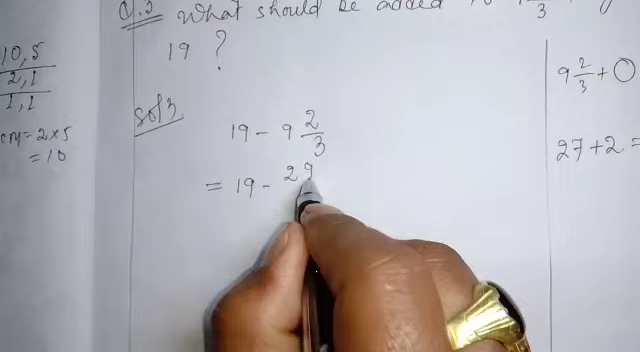 Q.3 What should be added
19 ?
Sol3
19 - 9 2/3
= 19 - 29
10, 5
2, 1
1, 1
= 2 × 5
= 10
9 2/3 +
27 + 2 =